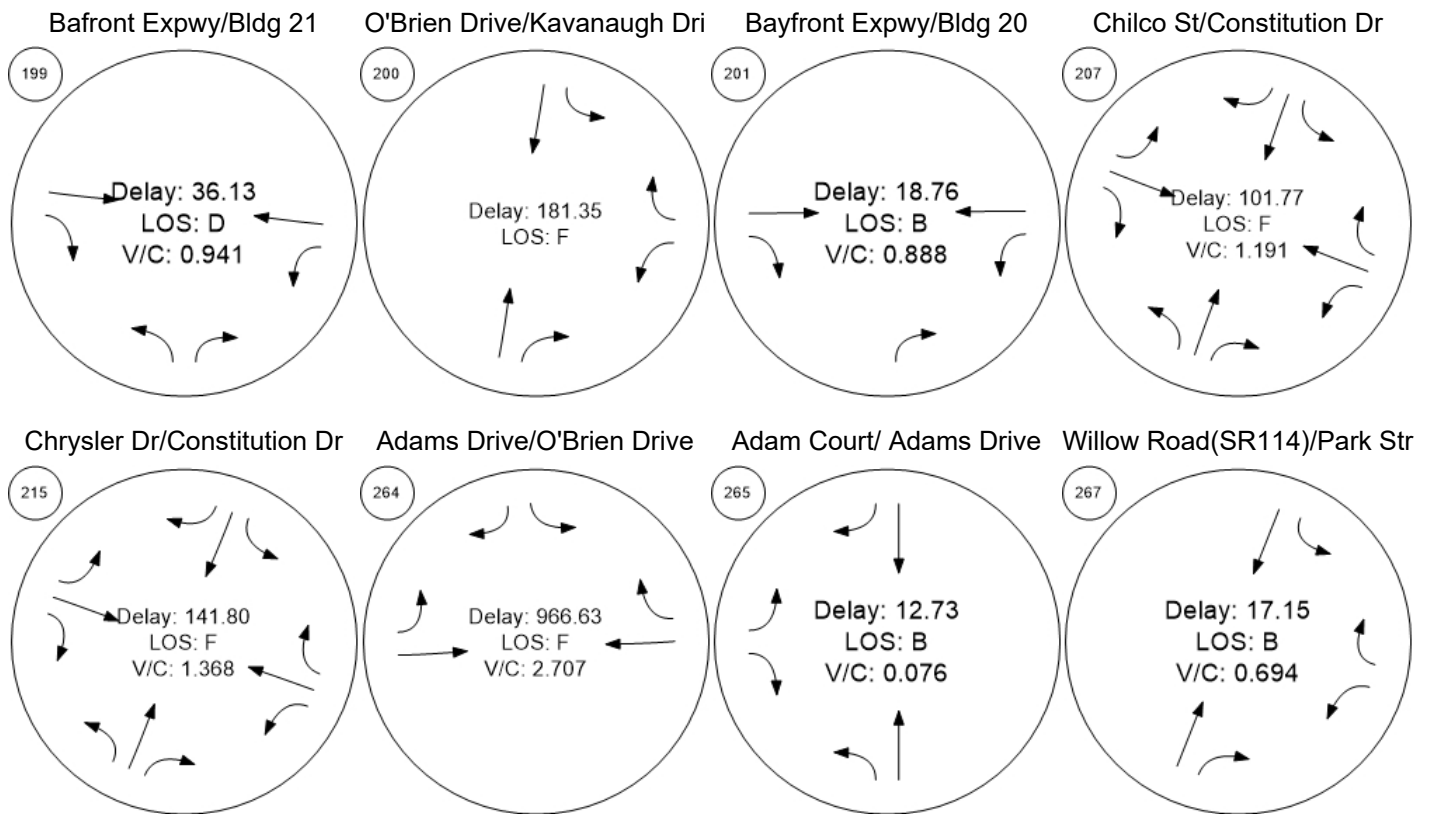 Bafront Expwy/Bldg 21
O'Brien Drive/Kavanaugh Dri
Bayfront Expwy/Bldg 20
Chilco St/Constitution Dr
199
Delay: 36.13
LOS: D
V/C: 0.941
200
Delay: 181.35
LOS: F
201
Delay: 18.76
LOS: B
V/C: 0.888
207
Delay: 101.77
LOS: F
V/C: 1.191
Chrysler Dr/Constitution Dr
Adams Drive/O'Brien Drive
Adam Court/ Adams Drive
Willow Road(SR114)/Park Str
215
Delay: 141.80
LOS: F
V/C: 1.368
264
Delay: 966.63
LOS: F
V/C: 2.707
265
Delay: 12.73
LOS: B
V/C: 0.076
267
Delay: 17.15
LOS: B
V/C: 0.694